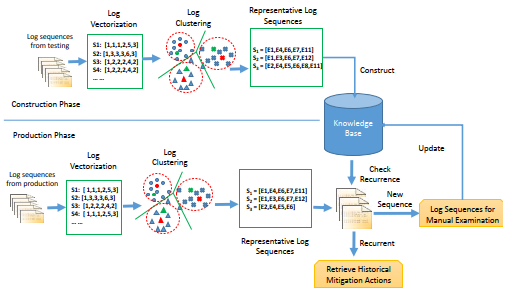 Log
Vectorization
Log
Clustering
Representative Log
Sequences
Log sequences
from testing
S1: [1,1,1,2,5,3]
S2: [1,3,3,3,6,3]
S3: [1,2,2,2,4,2]
S4: [1,2,2,2,4,2]
... ...
S₁ = [E1,E4,E6,E7,E11]
S₂ = [E1,E3,E6,E7,E12]
S₃ = [E2,E4,E5,E6,E8,E11]
Construct
Construction Phase
Production Phase
Knowledge
Base
Update
Log
Vectorization
Log
Clustering
Log sequences
from production
S1: [1,1,1,1,5,3]
S2: [1,3,3,3,6,3]
S3: [1,2,2,2,4,2]
S4: [1,1,1,2,5,3]
... ...
S₁ = [E1,E4,E6,E7,E11]
S₂ = [E1,E3,E6,E7,E12]
S₃ = [E2,E4,E5,E6]
Representative Log
Sequences
Check
Recurrence
New
Sequence
Log Sequences for
Manual Examination
Recurrent
Retrieve Historical
Mitigation Actions